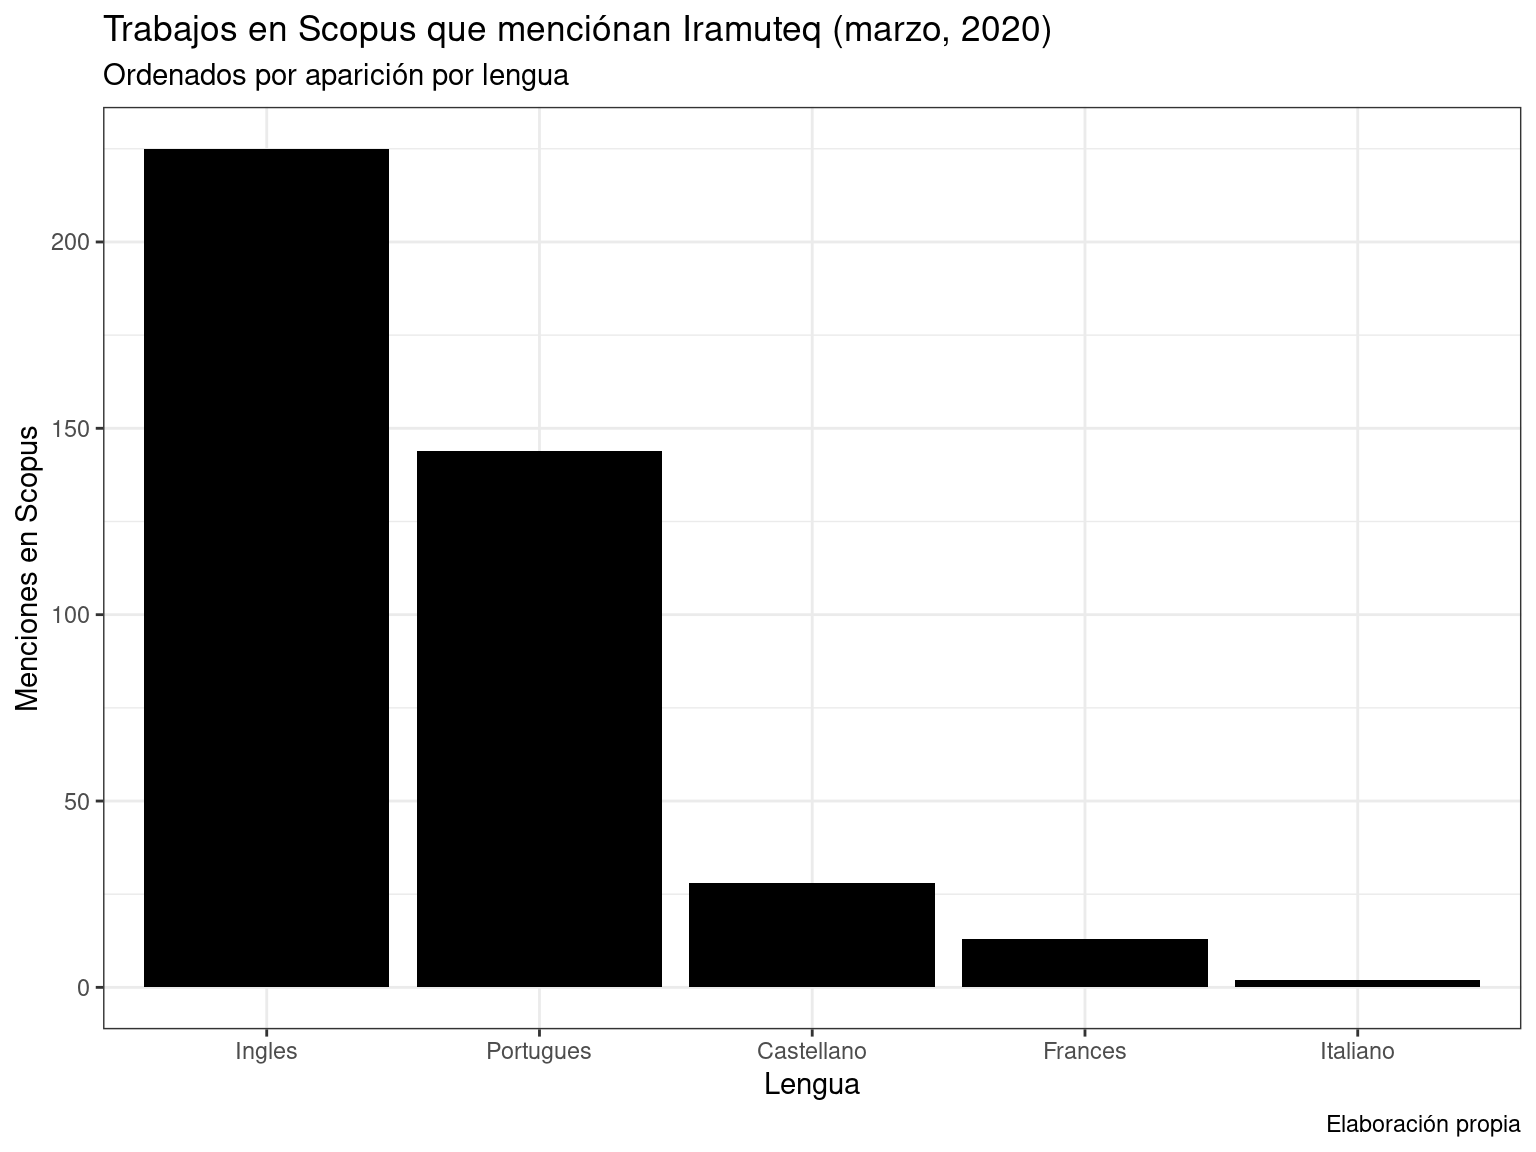 Trabajos en Scopus que menciónan Iramuteq (marzo, 2020)
Ordenados por aparición por lengua
Menciones en Scopus
200
150
100
50
0
Ingles Portugues Castellano Frances Italiano
Lengua
Elaboración propia